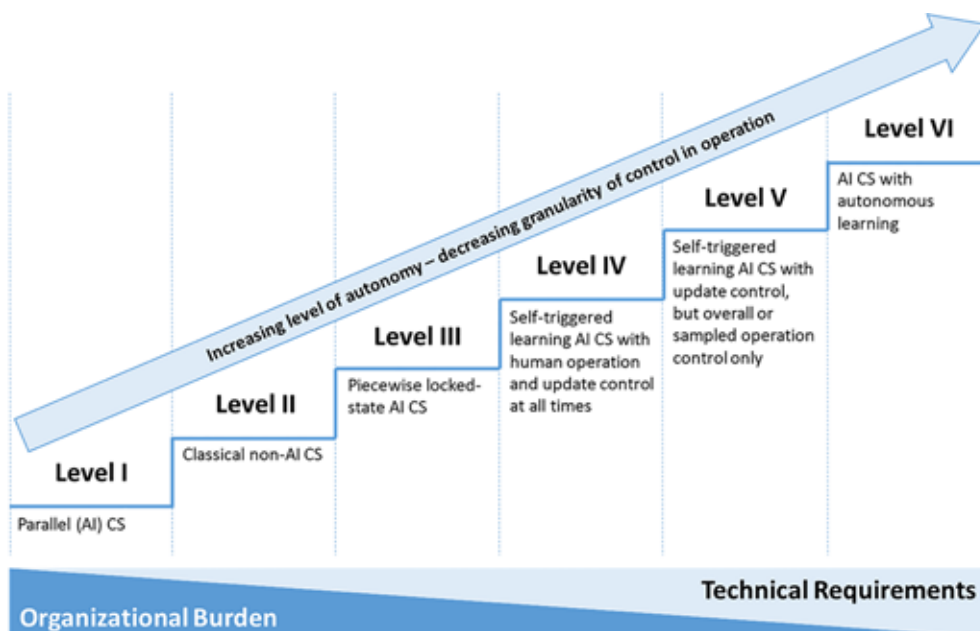 Increasing level of autonomy – decreasing granularity of control in operation
Level I
Parallel (AI) CS
Level II
Classical non-AI CS
Level III
Piecewise locked-
state AI CS
Level IV
Self-triggered
learning AI CS with
human operation
and update control
at all times
Level V
Self-triggered
learning AI CS with
update control,
but overall or
sampled operation
control only
Level VI
AI CS with
autonomous
learning
Technical Requirements
Organizational Burden